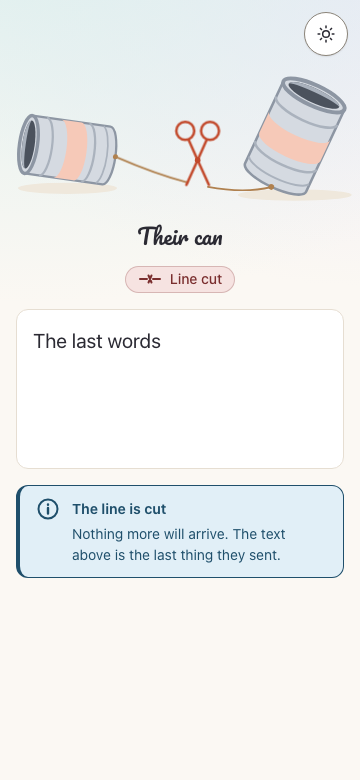 Their can
Line cut
The last words
The line is cut
Nothing more will arrive. The text
above is the last thing they sent.